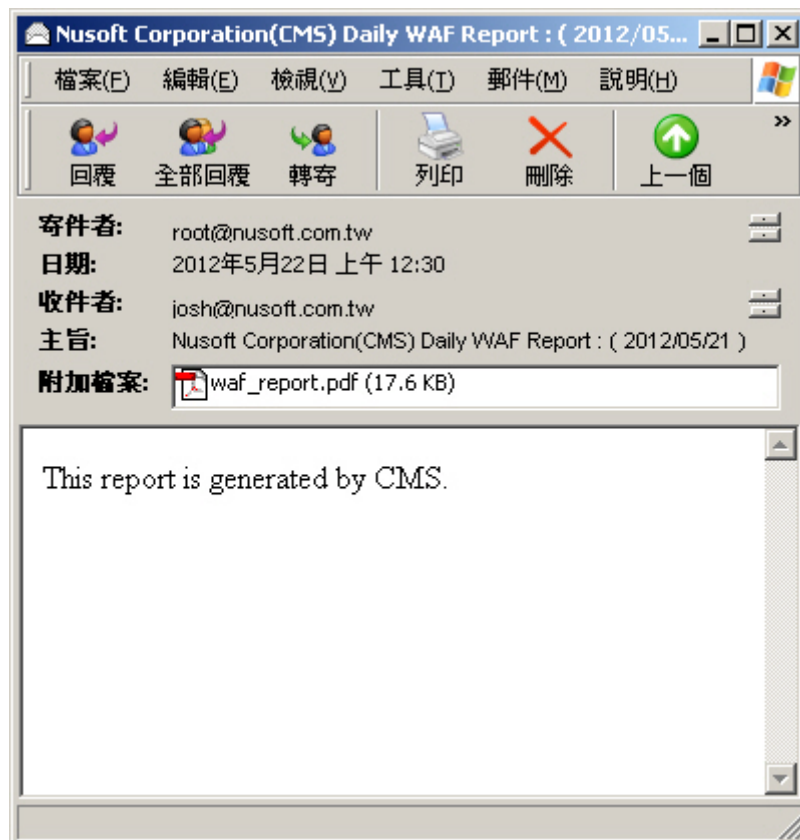 Nusoft Corporation(CMS) Daily WAF Report : ( 2012/05...
檔案(F) 編輯(E) 檢視(V) 工具(T) 郵件(M) 說明(H)
回覆 全部回覆 轉寄 列印 刪除 上一個 »
寄件者: root@nusoft.com.tw
日期: 2012年5月22日 上午 12:30
收件者: josh@nusoft.com.tw
主旨: Nusoft Corporation(CMS) Daily WAF Report : ( 2012/05/21 )
附加檔案: waf_report.pdf (17.6 KB)
This report is generated by CMS.